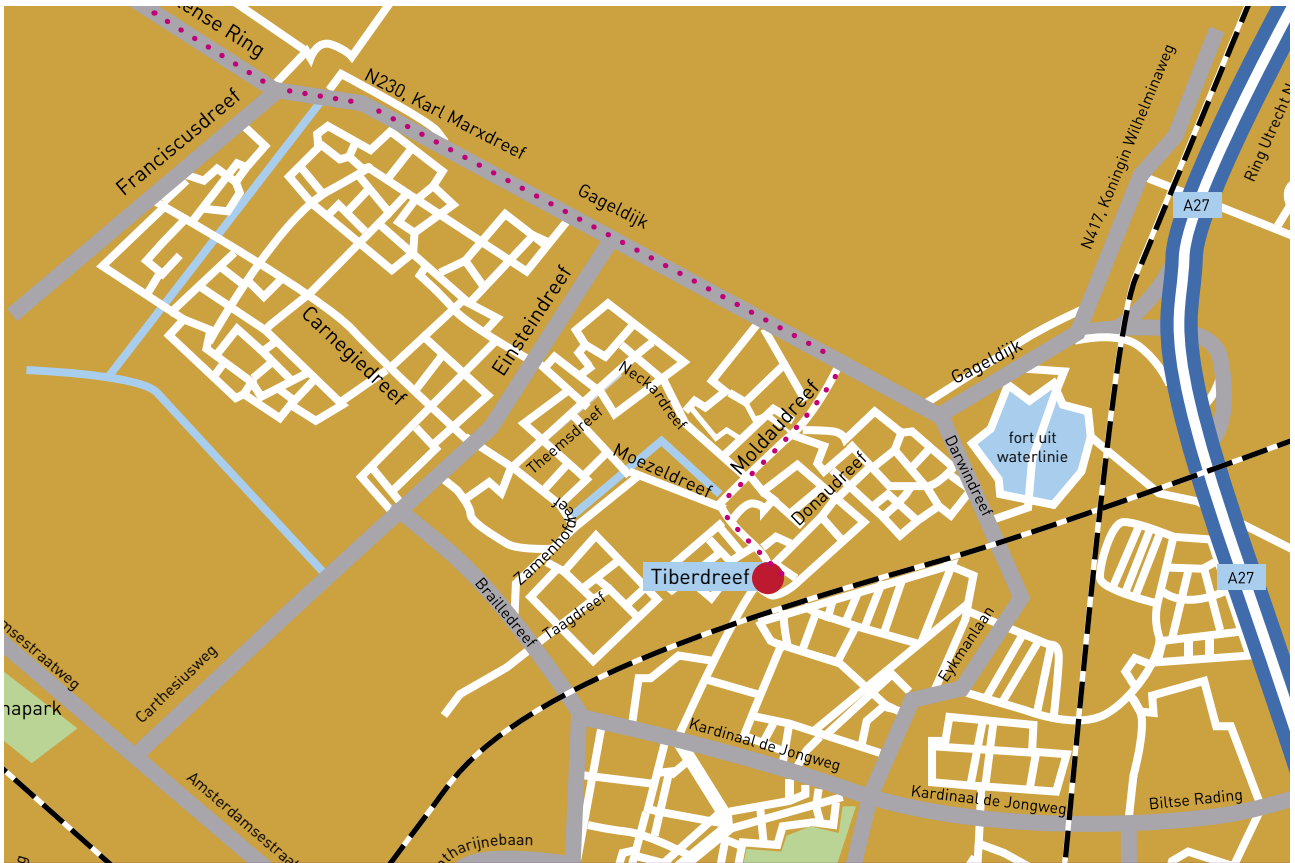 Ring
N230, Karl Marxdreef
Franciscusdreef
Gageldijk
N417, Koningin Wilhelminaweg
Ring Utrecht
A27
Carnegiedreef
Einsteindreef
Neckardreef
Gageldijk
Theemsdreef
Moezeldreef
Moldaudreef
Donaudreef
Darwindreef
fort uit
waterlinie
Zamenhofdreef
Tiberdreef
A27
Brailledreef
Taagdreef
Eykmanlaan
Carthesiusweg
Kardinaal de Jongweg
Kardinaal de Jongweg
Biltse Rading